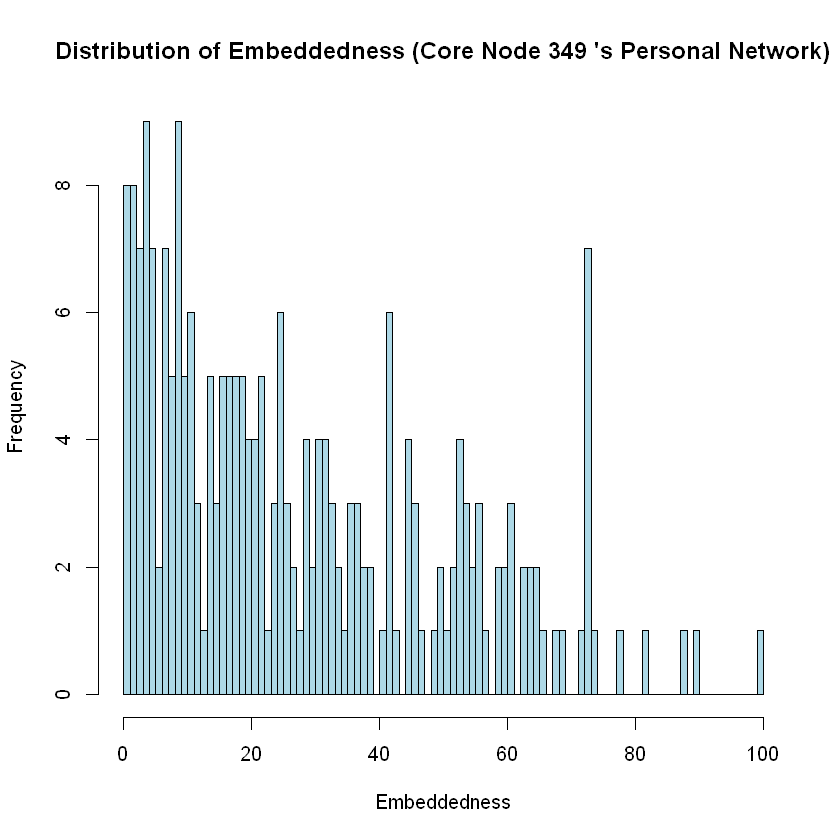 Distribution of Embeddedness (Core Node 349 's Personal Network)
Frequency
8
6
4
2
0
0 20 40 60 80 100
Embeddedness